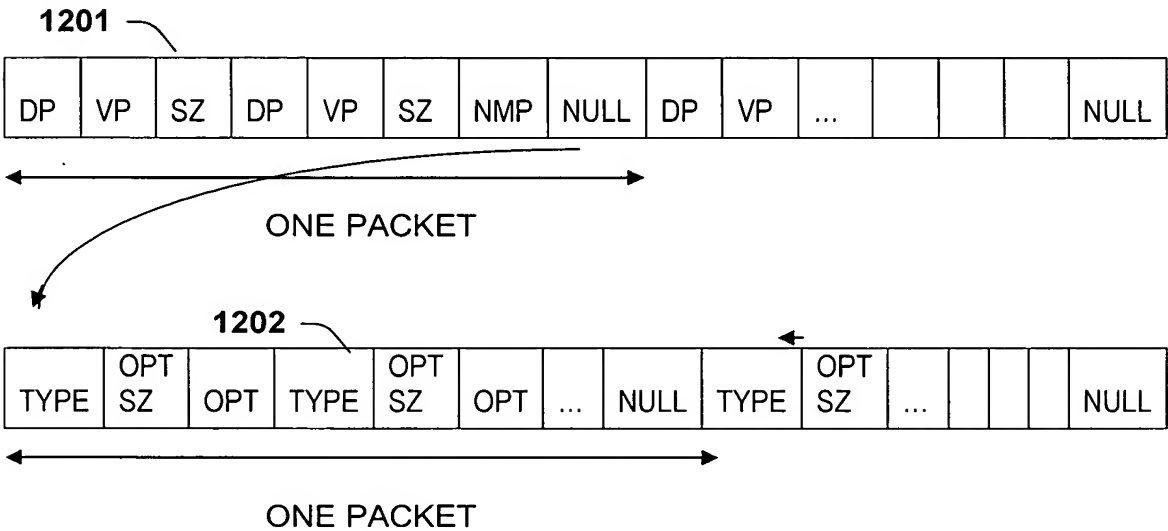 1201
DP VP SZ DP VP SZ NMP NULL DP VP ... NULL
ONE PACKET
1202
TYPE OPT SZ OPT TYPE OPT SZ OPT ... NULL TYPE OPT SZ ... NULL
ONE PACKET